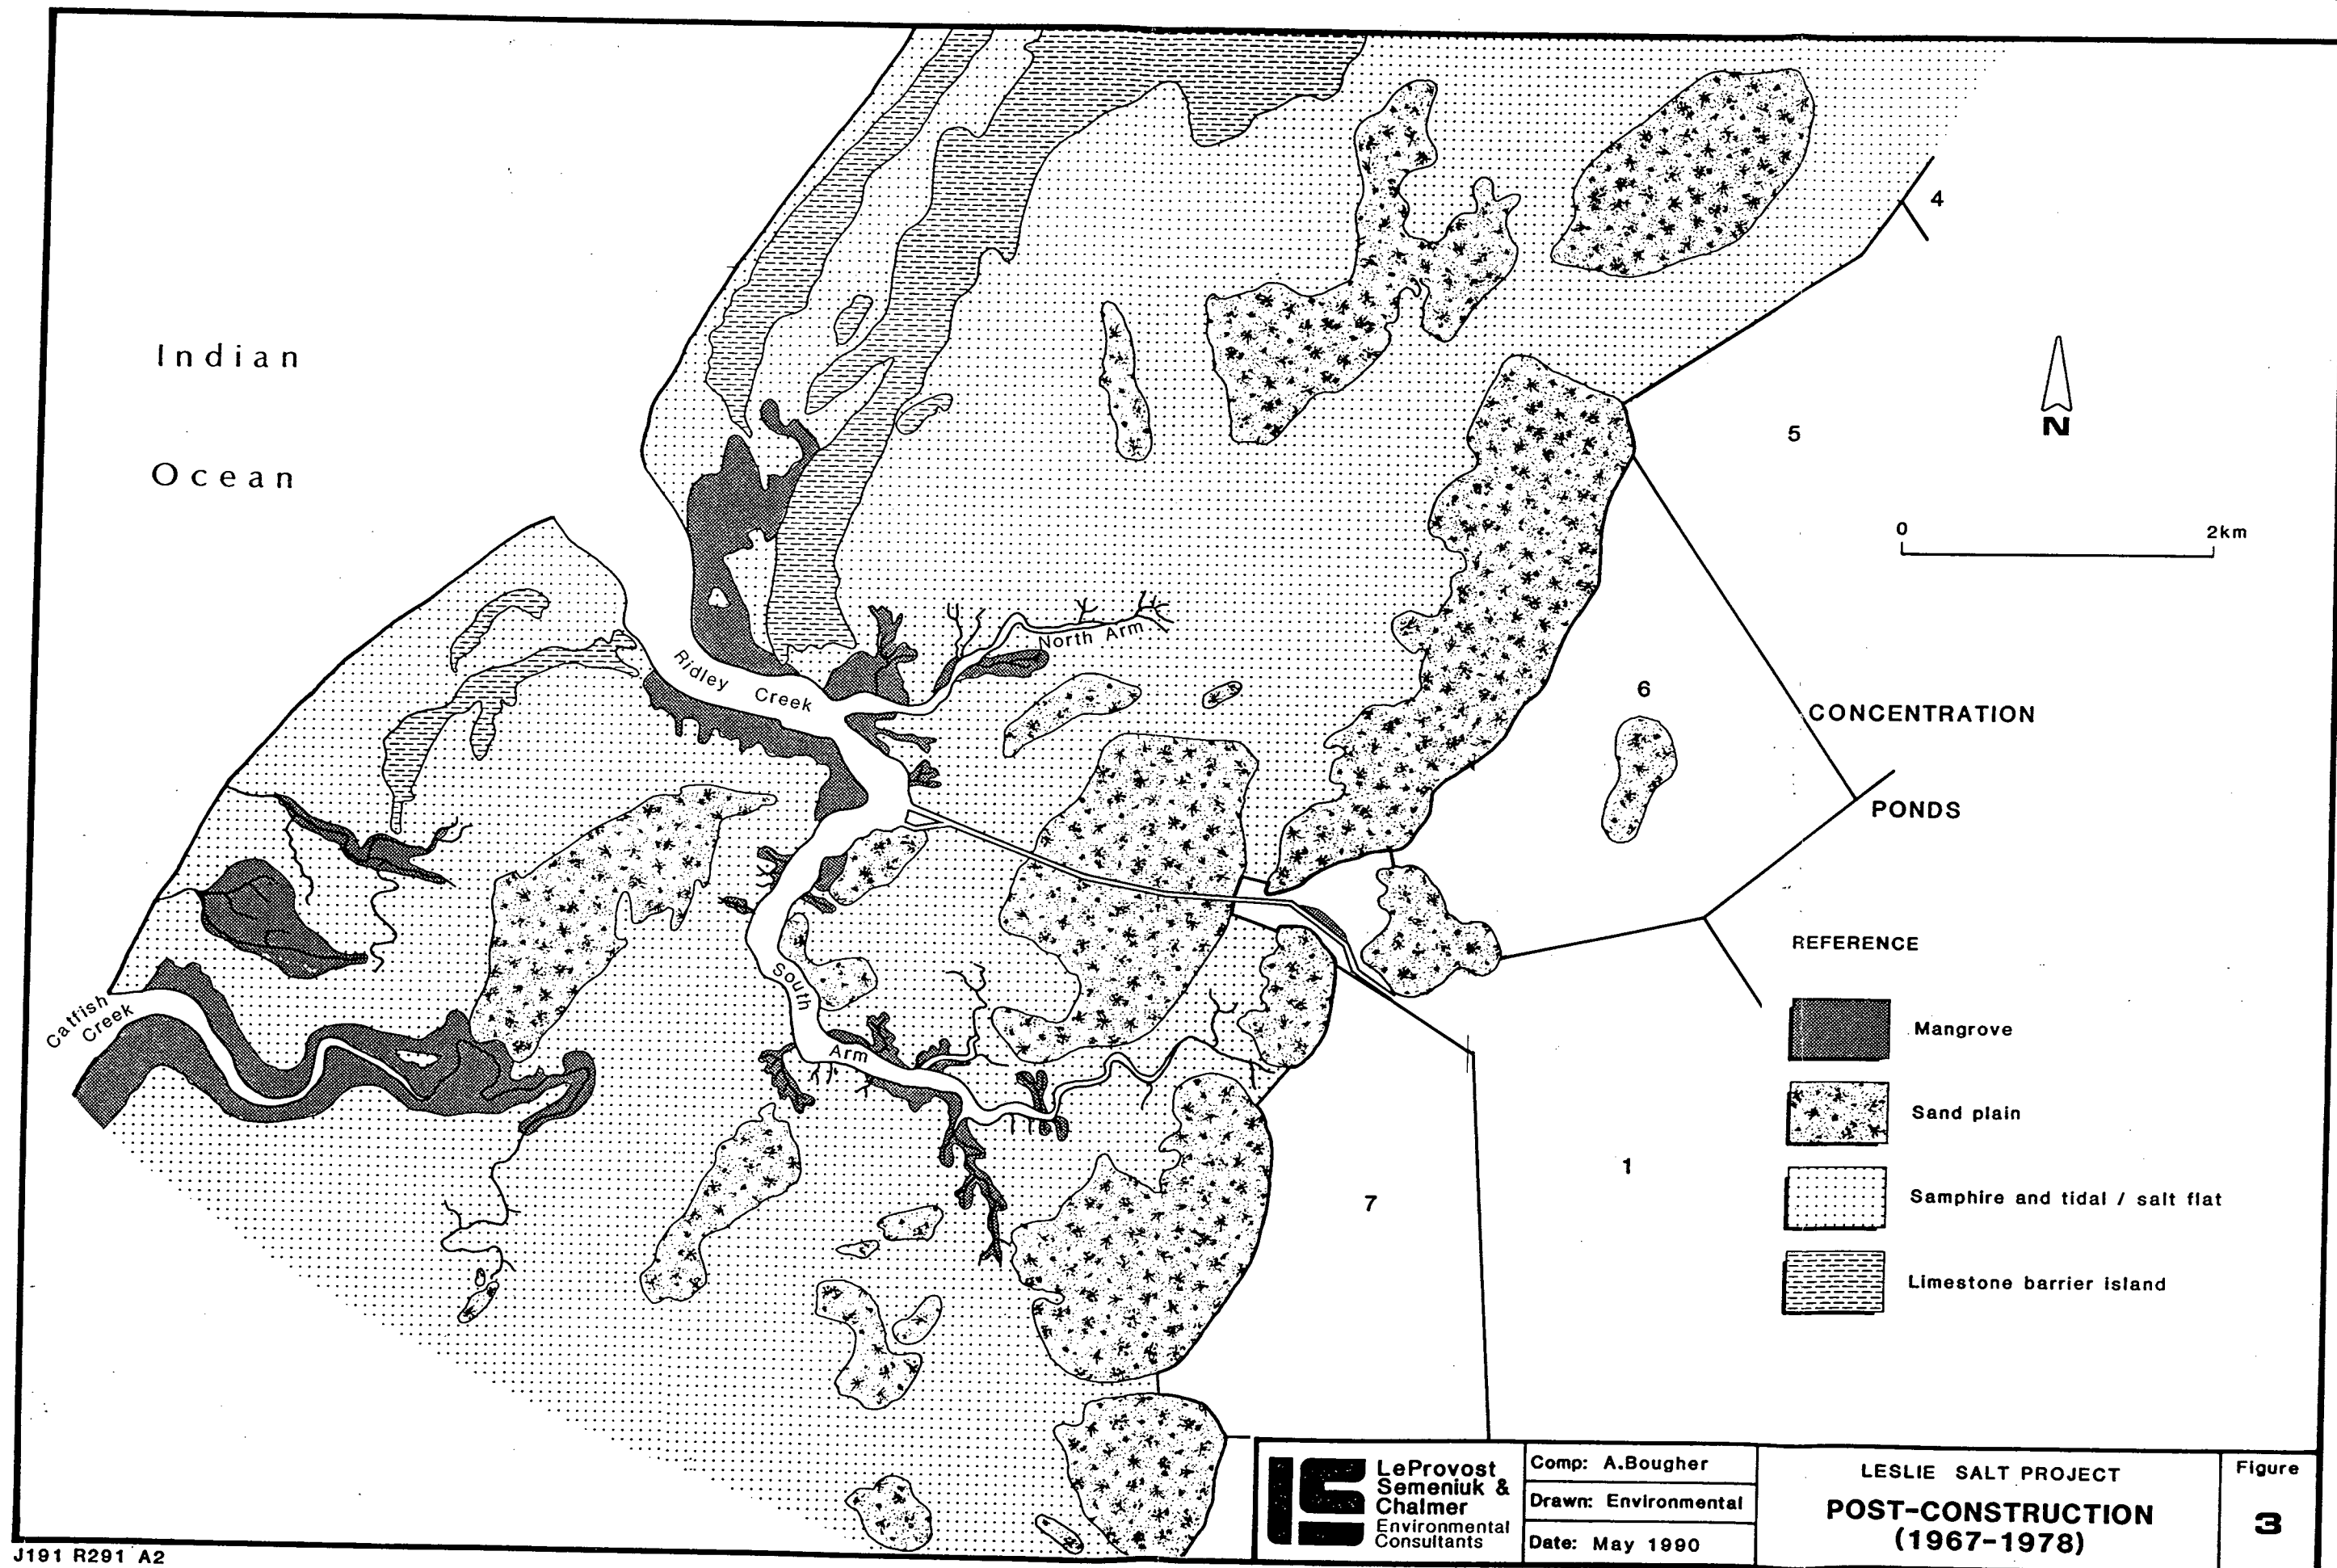 Indian
Ocean
4
5
N
0 2km
North Arm
Ridley Creek
6
CONCENTRATION
PONDS
REFERENCE
Catfish
Creek
South
Arm
Mangrove
Sand plain
1
7
Samphire and tidal / salt flat
Limestone barrier island
LeProvost
Semeniuk &
Chalmer
Environmental
Consultants
Comp: A.Bougher
Drawn: Environmental
Date: May 1990
LESLIE SALT PROJECT
POST-CONSTRUCTION
(1967-1978)
Figure
3
J191 R291 A2